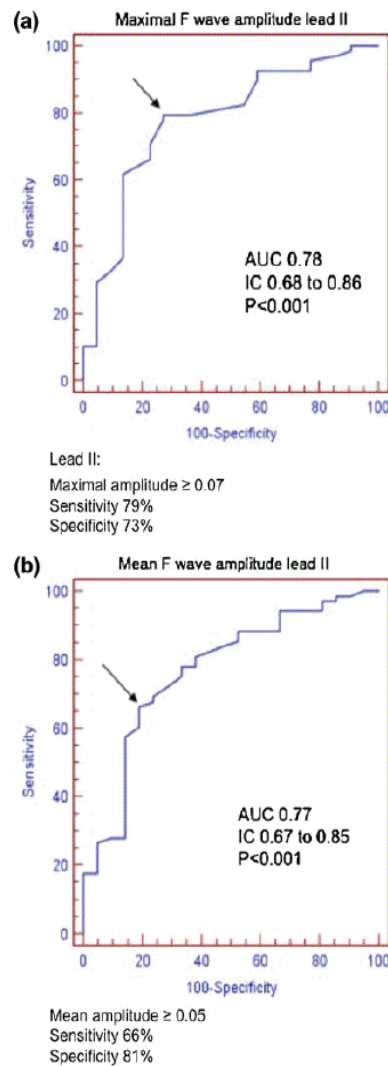 (a)
Maximal F wave amplitude lead II
100
80
60
40
20
0
Sensitivity
AUC 0.78
IC 0.68 to 0.86
P<0.001
0 20 40 60 80 100
100-Specificity
Lead II:
Maximal amplitude ≥ 0.07
Sensitivity 79%
Specificity 73%
(b)
Mean F wave amplitude lead II
100
80
60
40
20
0
Sensitivity
AUC 0.77
IC 0.67 to 0.85
P<0.001
0 20 40 60 80 100
100-Specificity
Mean amplitude ≥ 0.05
Sensitivity 66%
Specificity 81%